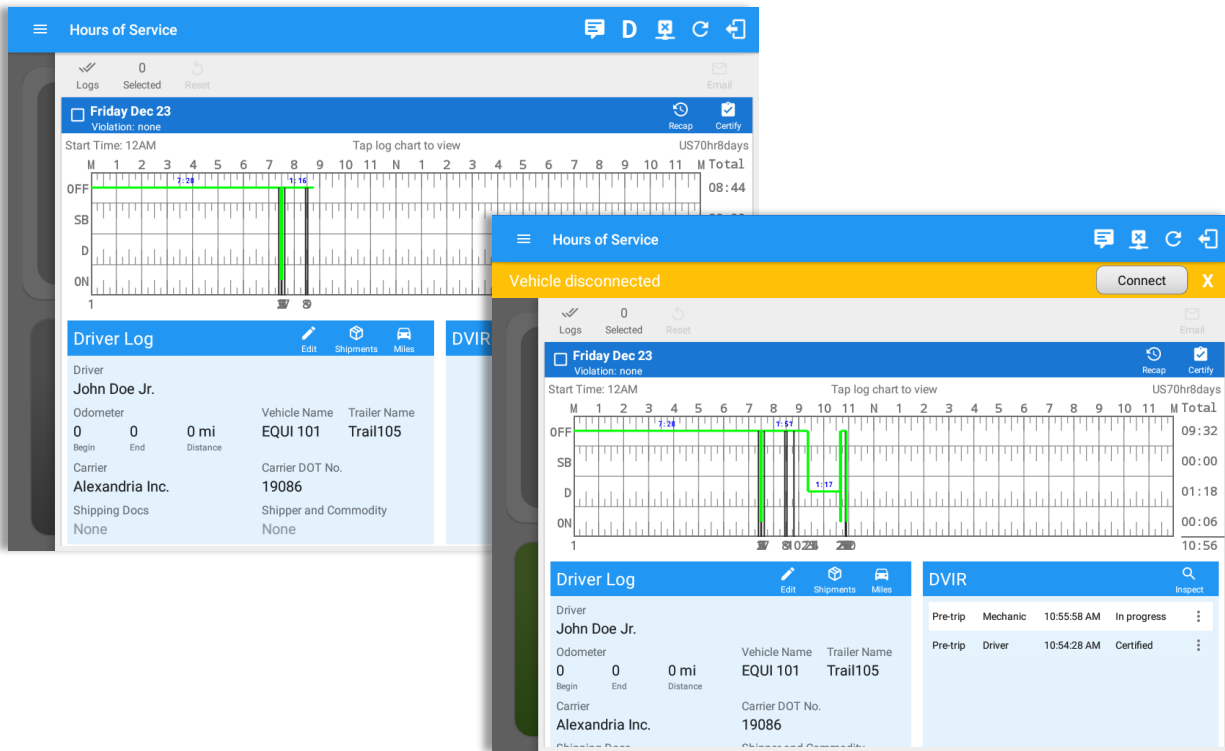 Hours of Service
D
Logs
0
Selected
Reset
Email
Friday Dec 23
Violation: none
Recap
Certify
Start Time: 12AM
Tap log chart to view
US70hr8days
M 1 2 3 4 5 6 7 8 9 10 11 N 1 2 3 4 5 6 7 8 9 10 11 M Total
7:28
1:16
OFF
08:44
SB
D
ON
1
Driver Log
Edit
Shipments
Miles
DVIR
Driver
John Doe Jr.
Odometer
Vehicle Name
Trailer Name
0 0 0 mi
EQUI 101
Trail105
Begin End Distance
Carrier
Carrier DOT No.
Alexandria Inc.
19086
Shipping Docs
Shipper and Commodity
None
None
Hours of Service
Vehicle disconnected
Connect
X
Logs
0
Selected
Reset
Email
Friday Dec 23
Violation: none
Recap
Certify
Start Time: 12AM
Tap log chart to view
US70hr8days
M 1 2 3 4 5 6 7 8 9 10 11 N 1 2 3 4 5 6 7 8 9 10 11 M Total
7:28
1:51
OFF
09:32
SB
00:00
1:17
D
01:18
ON
00:06
1
10:56
Driver Log
Edit
Shipments
Miles
DVIR
Inspect
Driver
John Doe Jr.
Pre-trip Mechanic 10:55:58 AM In progress
Pre-trip Driver 10:54:28 AM Certified
Odometer
Vehicle Name
Trailer Name
0 0 0 mi
EQUI 101
Trail105
Begin End Distance
Carrier
Carrier DOT No.
Alexandria Inc.
19086
Shipping Docs
Shipper and Commodity